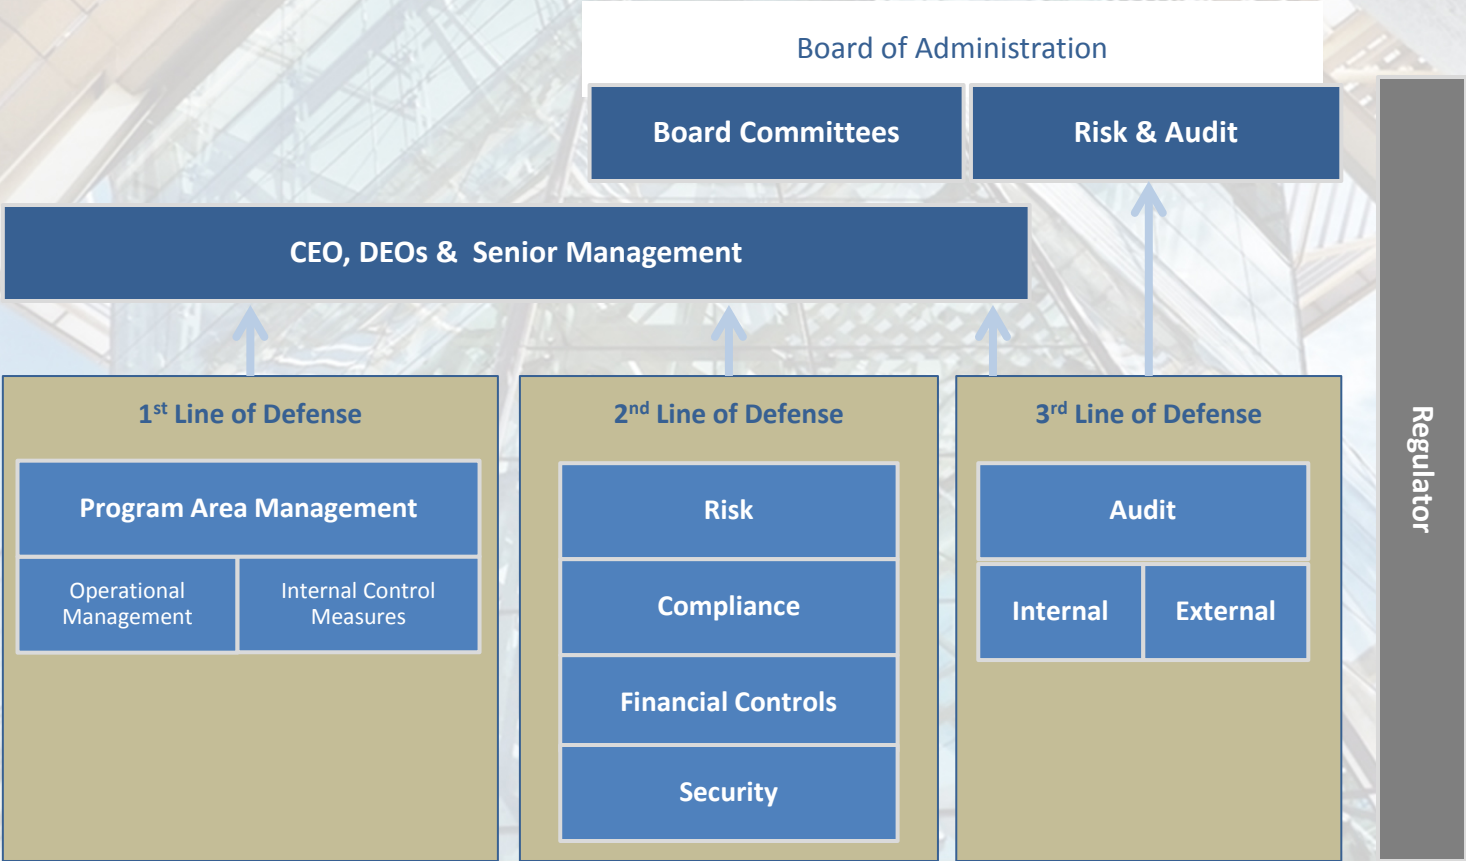 Board of Administration
Board Committees
Risk & Audit
CEO, DEOs & Senior Management
1st Line of Defense
2nd Line of Defense
3rd Line of Defense
Program Area Management
Operational
Management
Internal Control
Measures
Risk
Compliance
Financial Controls
Security
Audit
Internal
External
Regulator